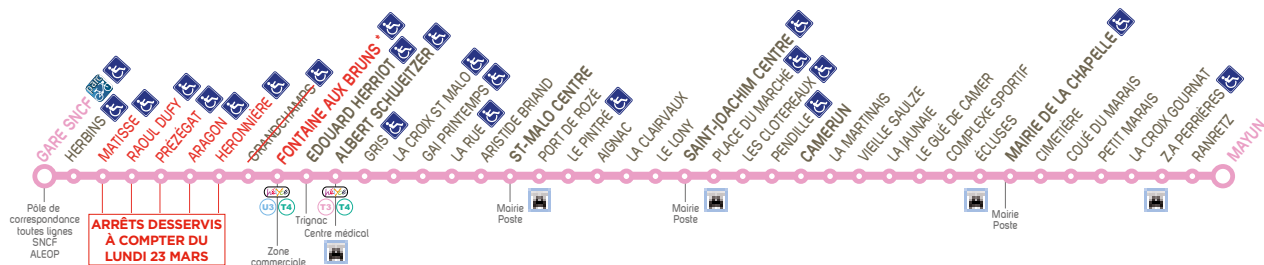 GARE SNCF
HERBINS
MATISSE
RAOUL DUFY
PRÉZÉGAT
ARAGON
HÉRONNIÈRE
GRANDCHAMPS
FONTAINE AUX BRUNS *
EDOUARD HERRIOT
ALBERT SCHWEITZER
GRIS
LA CROIX ST MALO
GAI PRINTEMPS
LA RUE
ARISTIDE BRIAND
ST-MALO CENTRE
PORT DE ROZÉ
LE PINTRÉ
AIGNAC
LA CLAIRVAUX
LE LONY
SAINT-JOACHIM CENTRE
PLACE DU MARCHÉ
LES CLOTEREAUX
PENDILLE
CAMERUN
LA MARTINAIS
VIEILLE SAULZE
LA JAUNAIE
LE GUÉ DE CAMER
COMPLEXE SPORTIF
ÉCLUSES
MAIRIE DE LA CHAPELLE
CIMETIÈRE
COUÉ DU MARAIS
PETIT MARAIS
LA CROIX GOURNAT
Z.A PERRIÈRES
RANRETZ
MAYUN
Pôle de
correspondance
toutes lignes
SNCF
ALEOP
ARRÊTS DESSERVIS
À COMPTER DU
LUNDI 23 MARS
hélYce
U3 T4
Zone
commerciale
Trignac
hélYce
T3 T4
Centre médical
Mairie
Poste
Mairie
Poste
Mairie
Poste